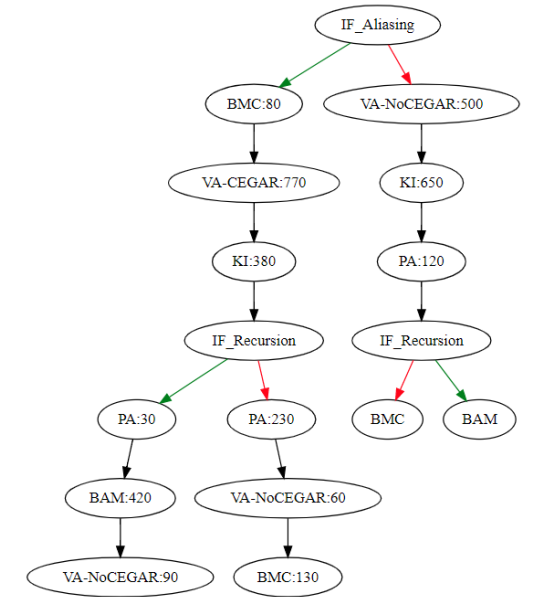 IF_Aliasing
BMC:80
VA-NoCEGAR:500
VA-CEGAR:770
KI:650
KI:380
PA:120
IF_Recursion
IF_Recursion
PA:30
PA:230
BMC
BAM
BAM:420
VA-NoCEGAR:60
VA-NoCEGAR:90
BMC:130